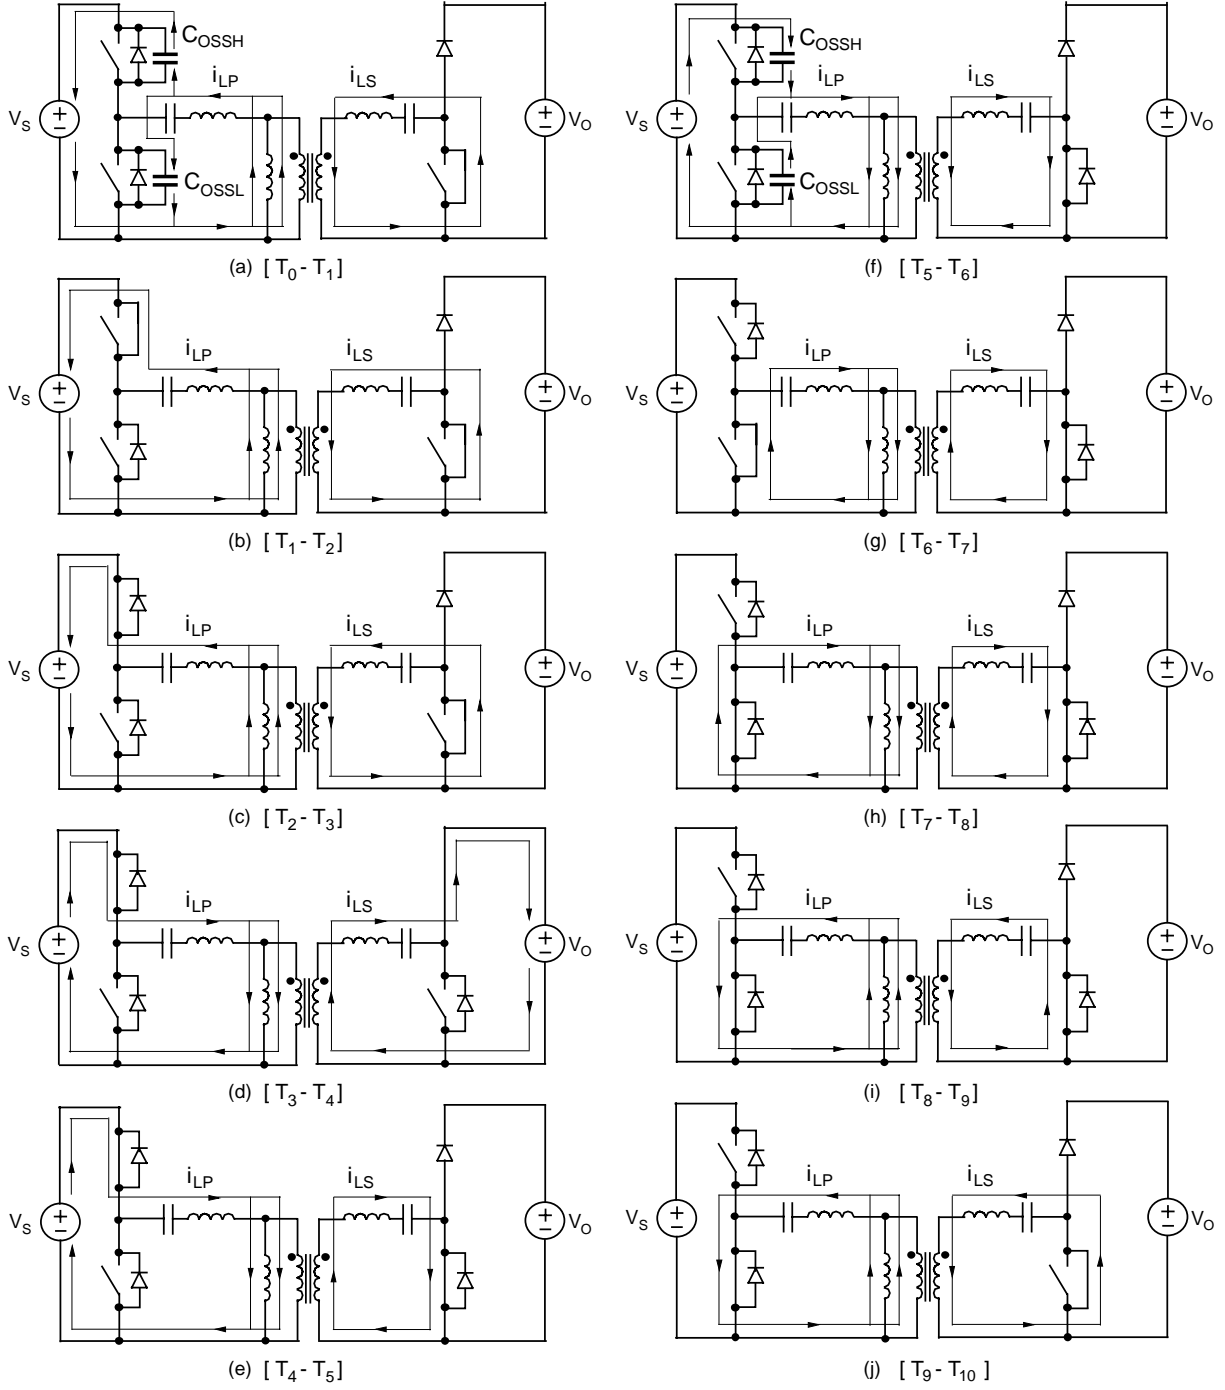 C_OSSH
i_LP
i_LS
V_S
+
−
C_OSSL
+
−
V_O
(a) [ T_0 - T_1 ]
C_OSSH
i_LP
i_LS
V_S
+
−
C_OSSL
+
−
V_O
(f) [ T_5 - T_6 ]
i_LP
i_LS
V_S
+
−
+
−
V_O
(b) [ T_1 - T_2 ]
i_LP
i_LS
V_S
+
−
+
−
V_O
(g) [ T_6 - T_7 ]
i_LP
i_LS
V_S
+
−
+
−
V_O
(c) [ T_2 - T_3 ]
i_LP
i_LS
V_S
+
−
+
−
V_O
(h) [ T_7 - T_8 ]
i_LP
i_LS
V_S
+
−
+
−
V_O
(d) [ T_3 - T_4 ]
i_LP
i_LS
V_S
+
−
+
−
V_O
(i) [ T_8 - T_9 ]
i_LP
i_LS
V_S
+
−
+
−
V_O
(e) [ T_4 - T_5 ]
i_LP
i_LS
V_S
+
−
+
−
V_O
(j) [ T_9 - T_10 ]